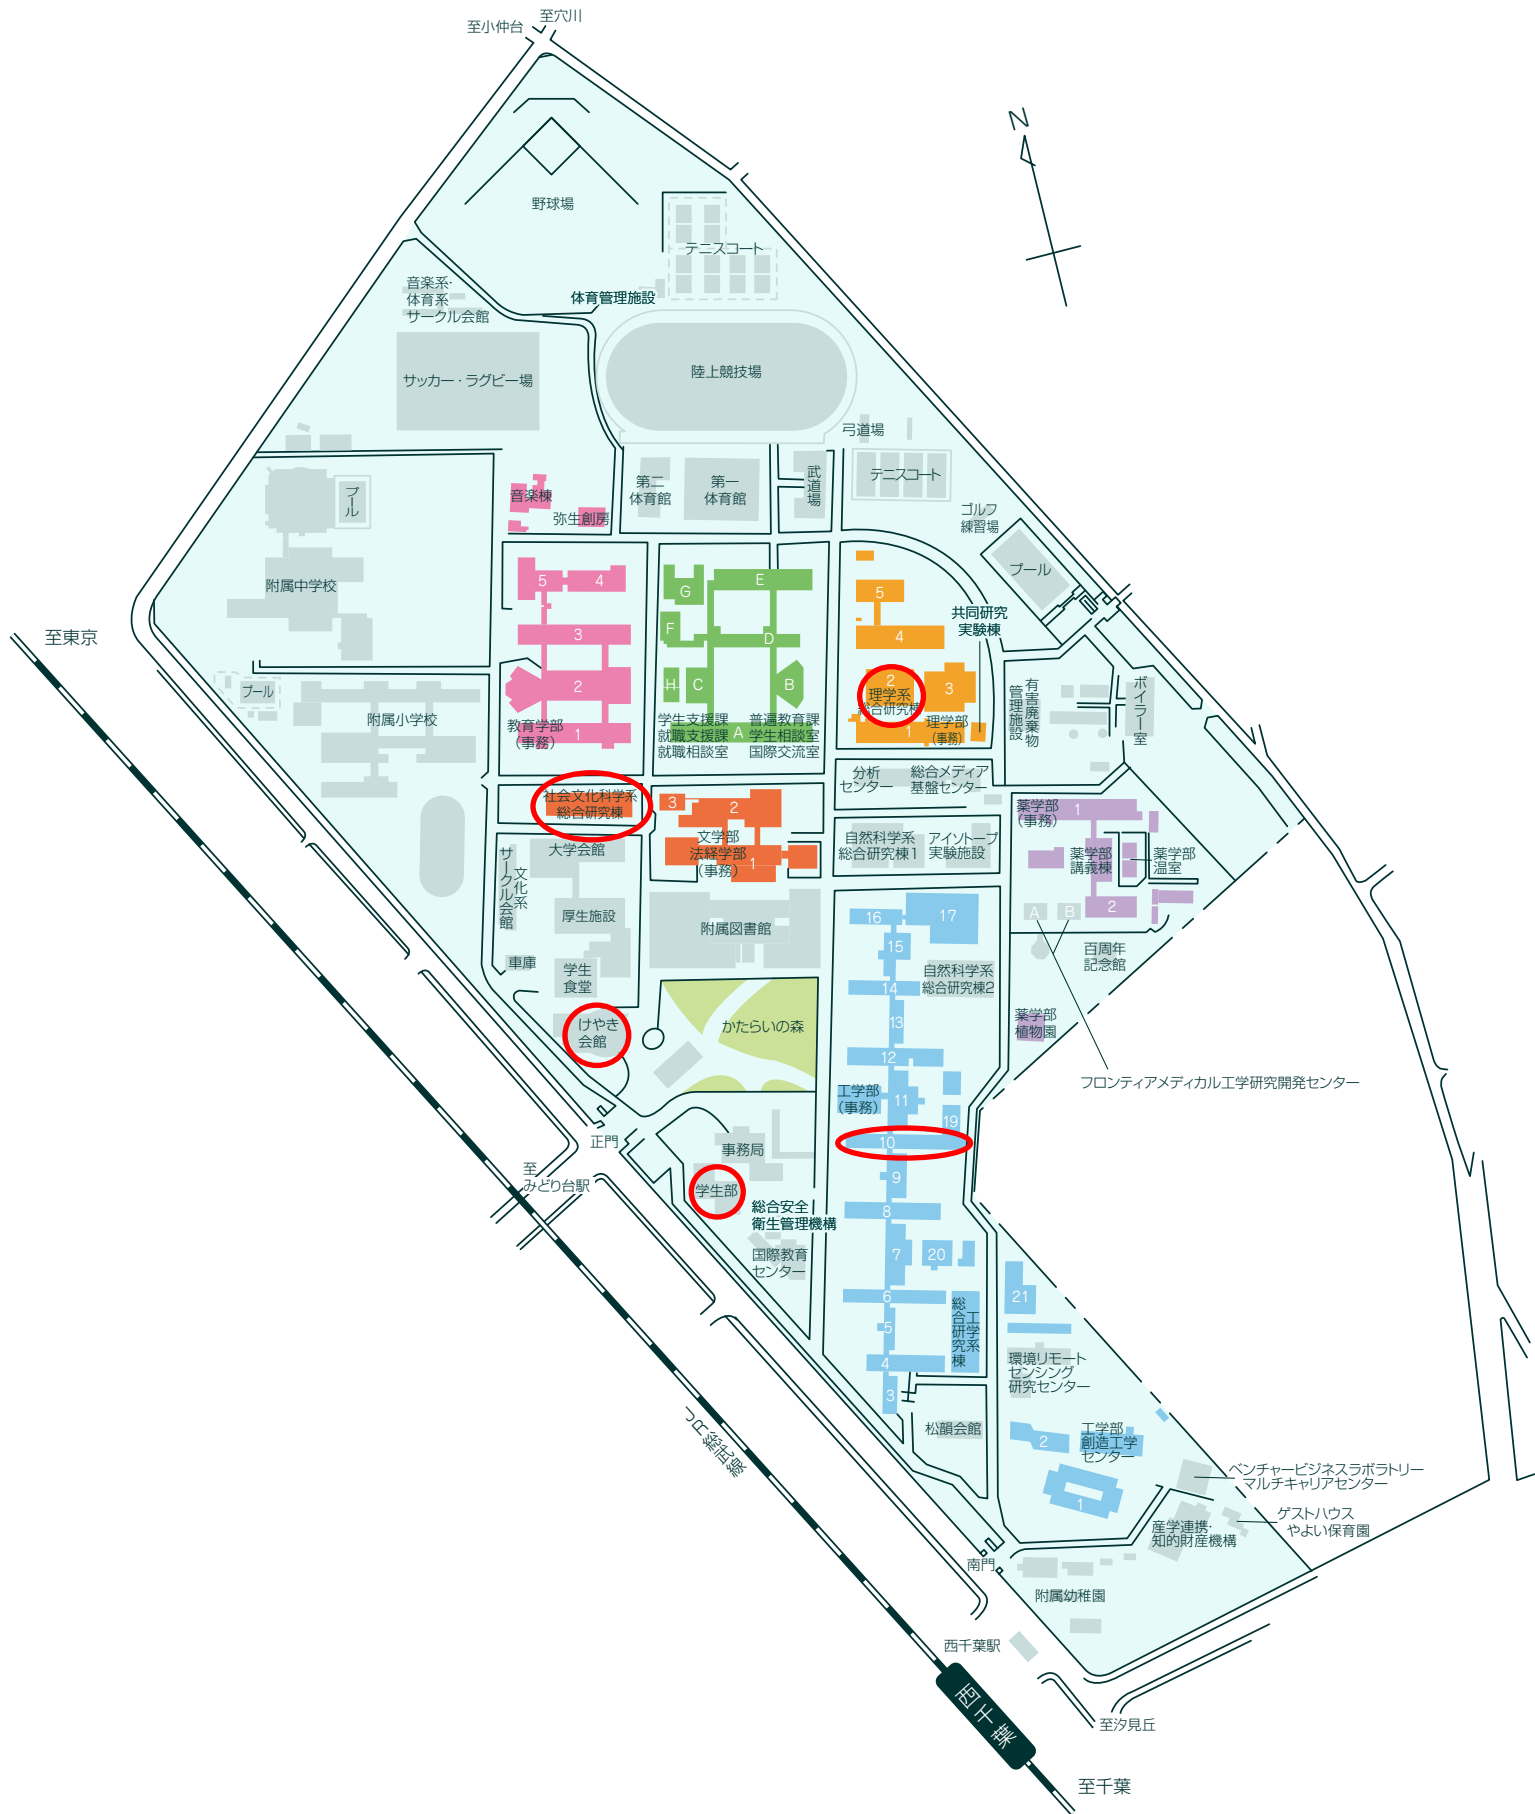 至穴川
至小仲台
N
野球場
テニスコート
音楽系・
体育系
サークル会館
体育管理施設
サッカー・ラグビー場
陸上競技場
弓道場
テニスコート
プール
音楽棟
弥生創房
第二
体育館
第一
体育館
武道場
ゴルフ
練習場
プール
附属中学校
5
4
3
2
1
教育学部
(事務)
G
E
F
D
H
C
B
A
学生支援課
就職支援課
就職相談室
普遍教育課
学生相談室
国際交流室
5
4
共同研究
実験棟
2
理学系
総合研究棟
3
1
理学部
(事務)
有害廃棄物
管理施設
ボイラー室
至東京
プール
附属小学校
社会文化科学系
総合研究棟
3
2
文学部
法経学部
(事務)
1
分析
センター
総合メディア
基盤センター
自然科学系
総合研究棟1
アイソトープ
実験施設
薬学部
(事務)
1
薬学部
講義棟
薬学部
温室
A
B
2
百周年
記念館
薬学部
植物園
フロンティアメディカル工学研究開発センター
大学会館
文化系
サークル会館
厚生施設
附属図書館
車庫
学生
食堂
けやき
会館
かたらいの森
16
17
15
自然科学系
総合研究棟2
14
13
12
工学部
(事務)
11
19
10
9
8
7
20
6
5
4
3
総合工学系
研究棟
21
正門
至
みどり台駅
事務局
学生部
総合安全
衛生管理機構
国際教育
センター
環境リモート
センシング
研究センター
松韻会館
2
工学部
創造工学
センター
1
ベンチャービジネスラボラトリー
マルチキャリアセンター
ゲストハウス
やよい保育園
産学連携・
知的財産機構
JR総武線
南門
附属幼稚園
西千葉駅
西千葉
至汐見丘
至千葉